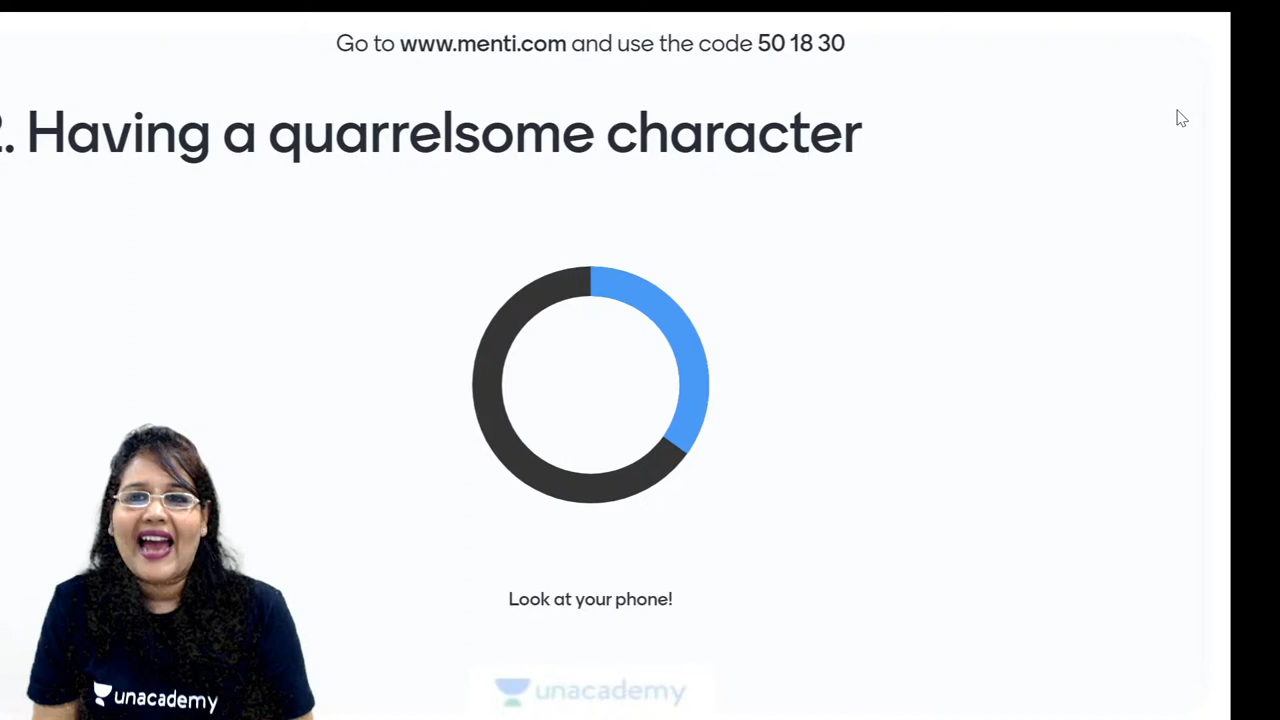 Go to www.menti.com and use the code 50 18 30
2. Having a quarrelsome character
Look at your phone!
unacademy
unacademy